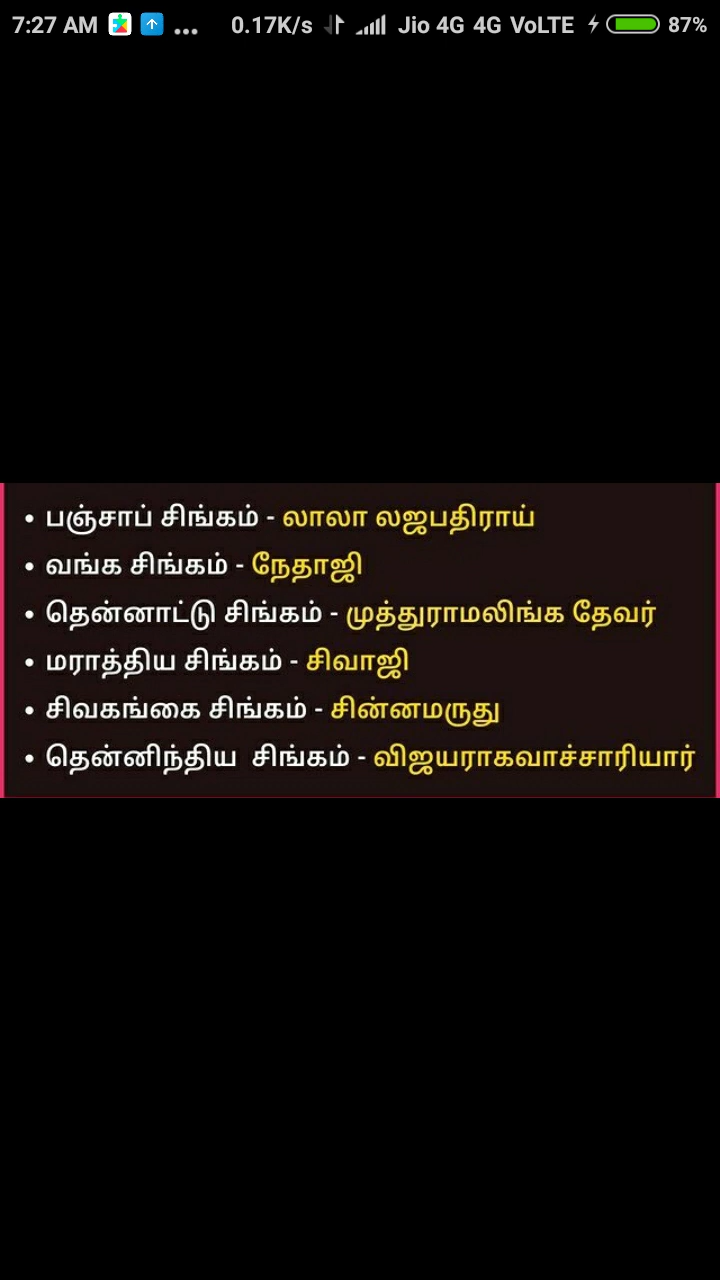 7:27 AM ... 0.17K/s Jio 4G 4G VoLTE 87%
• பஞ்சாப் சிங்கம் - லாலா லஜபதிராய்
• வங்க சிங்கம் - நேதாஜி
• தென்னாட்டு சிங்கம் - முத்துராமலிங்க தேவர்
• மராத்திய சிங்கம் - சிவாஜி
• சிவகங்கை சிங்கம் - சின்னமருது
• தென்னிந்திய சிங்கம் - விஜயராகவாச்சாரியார்